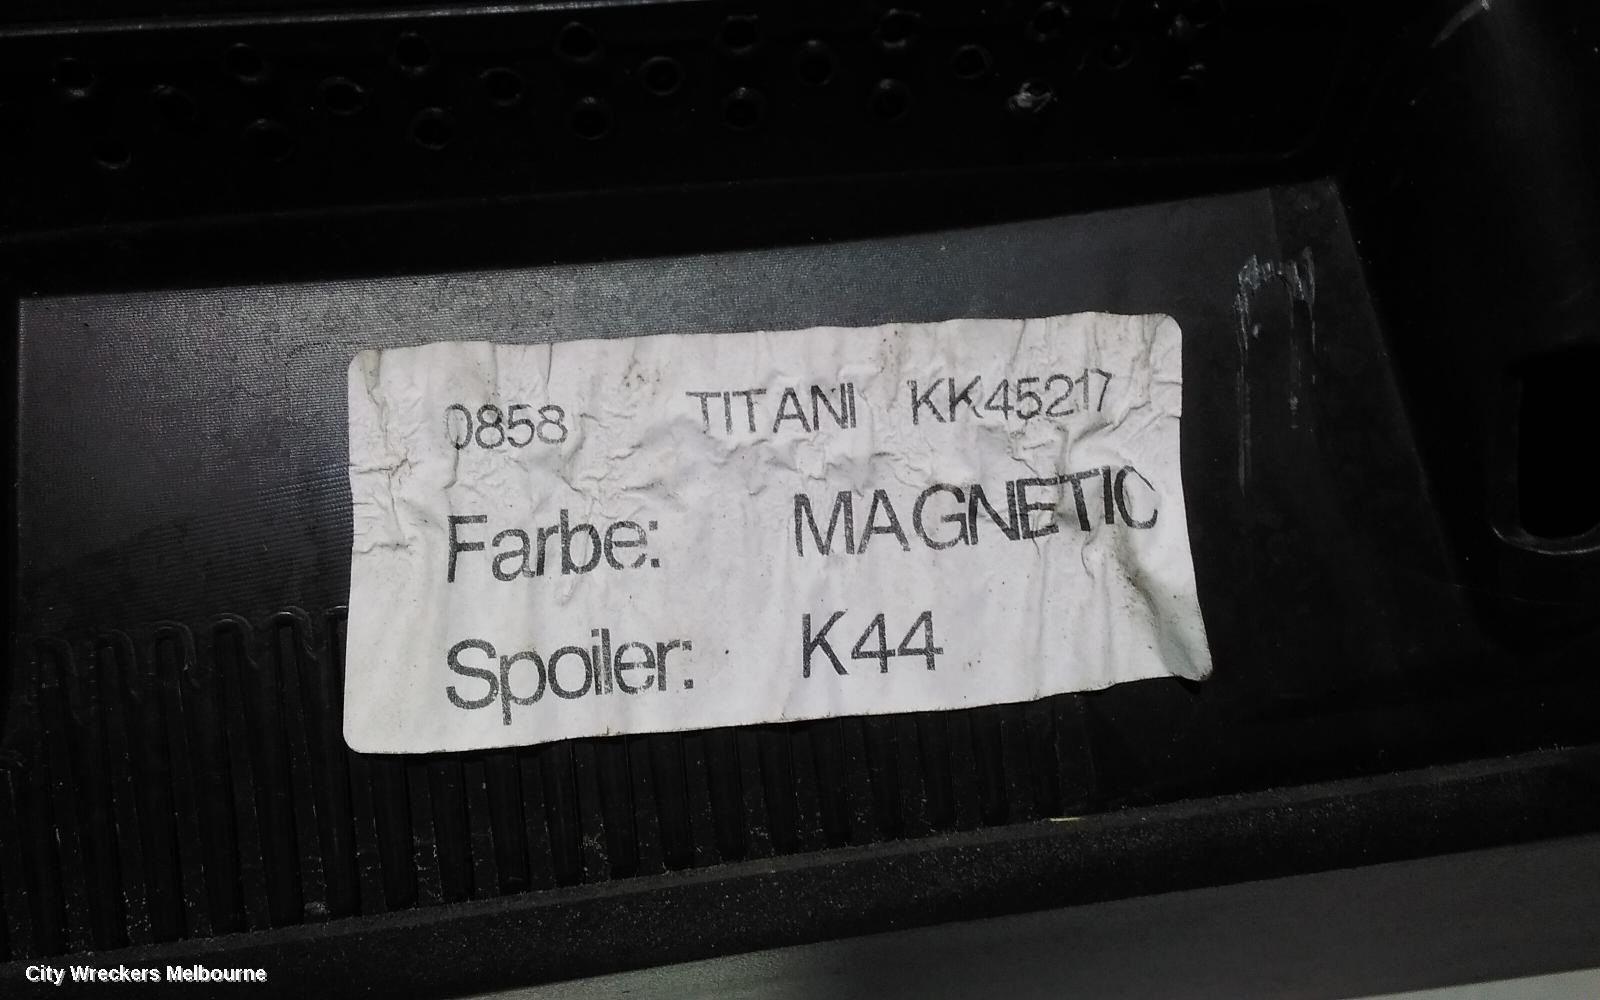 0858 TITANI KK45217
Farbe: MAGNETIC
Spoiler: K44
City Wreckers Melbourne